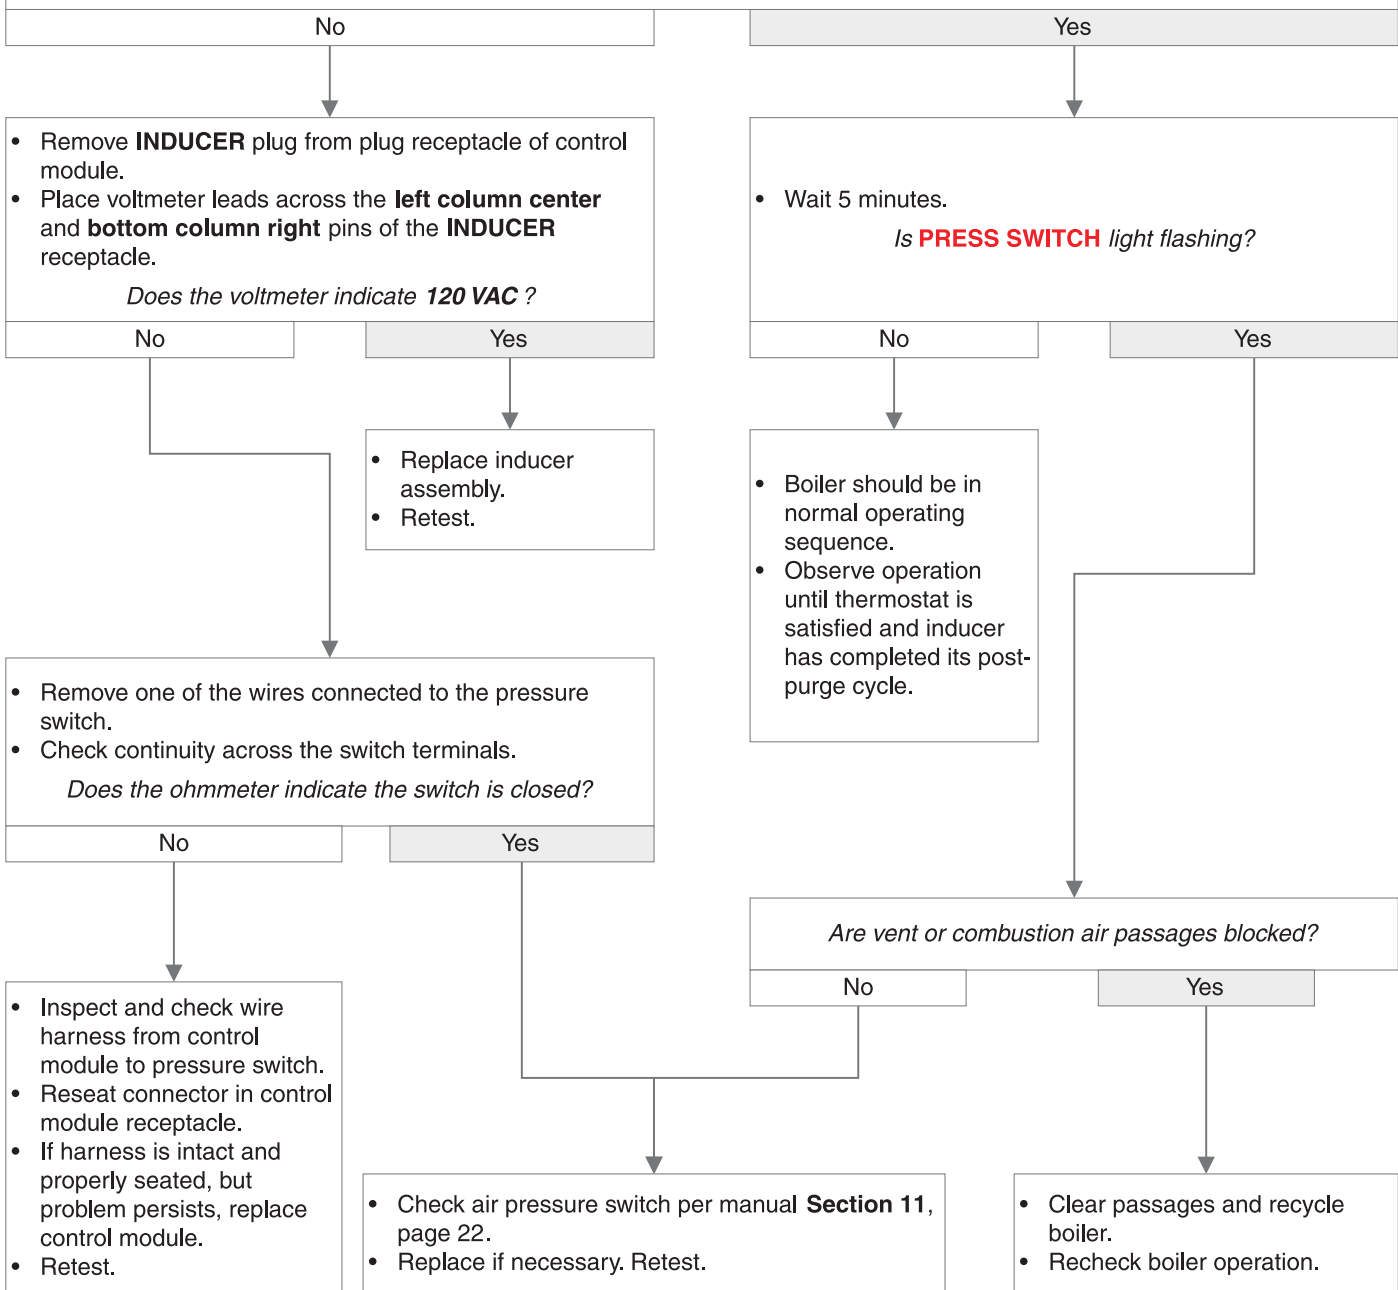 No
Yes
• Remove INDUCER plug from plug receptacle of control
module.
• Place voltmeter leads across the left column center
and bottom column right pins of the INDUCER
receptacle.
Does the voltmeter indicate 120 VAC ?
• Wait 5 minutes.
Is PRESS SWITCH light flashing?
No
Yes
No
Yes
• Replace inducer
assembly.
• Retest.
• Boiler should be in
normal operating
sequence.
• Observe operation
until thermostat is
satisfied and inducer
has completed its post-
purge cycle.
• Remove one of the wires connected to the pressure
switch.
• Check continuity across the switch terminals.
Does the ohmmeter indicate the switch is closed?
No
Yes
Are vent or combustion air passages blocked?
No
Yes
• Inspect and check wire
harness from control
module to pressure switch.
• Reseat connector in control
module receptacle.
• If harness is intact and
properly seated, but
problem persists, replace
control module.
• Retest.
• Check air pressure switch per manual Section 11,
page 22.
• Replace if necessary. Retest.
• Clear passages and recycle
boiler.
• Recheck boiler operation.